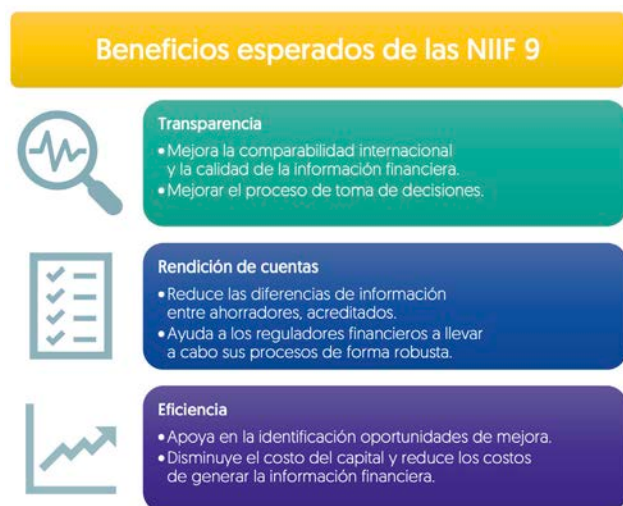 Beneficios esperados de las NIIF 9
Transparencia
• Mejora la comparabilidad internacional
y la calidad de la información financiera.
• Mejorar el proceso de toma de decisiones.
Rendición de cuentas
• Reduce las diferencias de información
entre ahorradores, acreditados.
• Ayuda a los reguladores financieros a llevar
a cabo sus procesos de forma robusta.
Eficiencia
• Apoya en la identificación oportunidades de mejora.
• Disminuye el costo del capital y reduce los costos
de generar la información financiera.